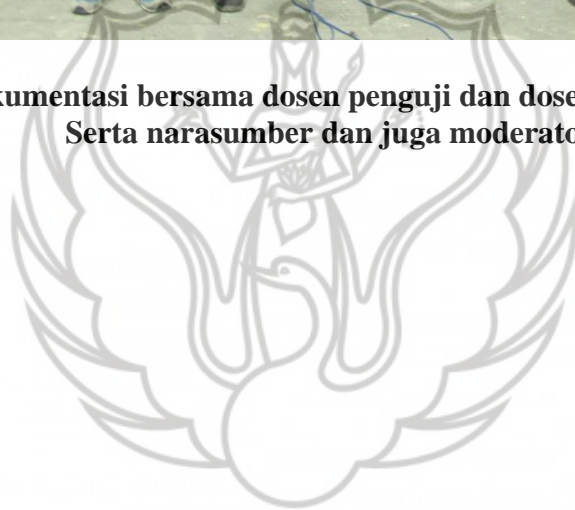 kumentasi bersama dosen penguji dan dose
Serta narasumber dan juga moderato